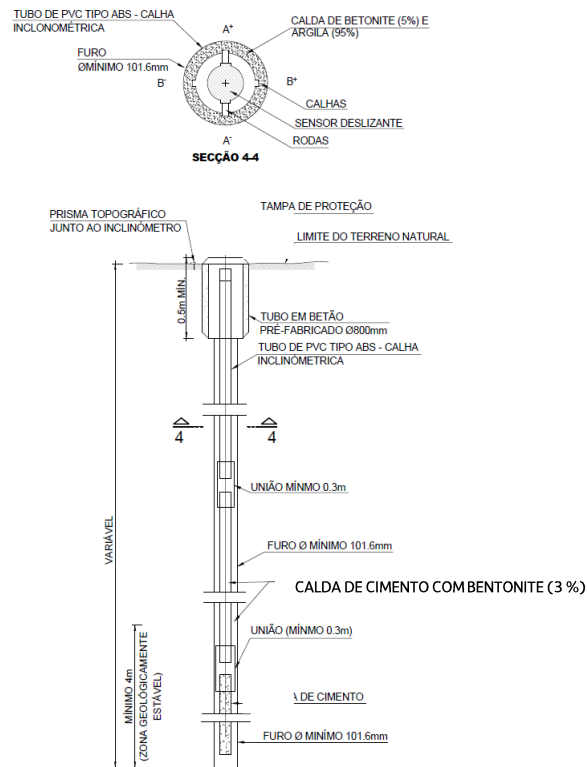 TUBO DE PVC TIPO ABS - CALHA
INCLONOMÉTRICA
A+
CALDA DE BETONITE (5%) E
ARGILA (95%)
FURO
ØMÍNIMO 101.6mm
B-
B+
CALHAS
SENSOR DESLIZANTE
A-
RODAS
SECÇÃO 4-4
PRISMA TOPOGRÁFICO
JUNTO AO INCLINÓMETRO
TAMPA DE PROTEÇÃO
LIMITE DO TERRENO NATURAL
0.5m MÍN.
TUBO EM BETÃO
PRÉ-FABRICADO Ø800mm
TUBO DE PVC TIPO ABS - CALHA
INCLINÓMETRICA
4
4
UNIÃO MÍNMO 0.3m
VARIÁVEL
FURO Ø MÍNIMO 101.6mm
CALDA DE CIMENTO COM BENTONITE (3 %)
UNIÃO (MÍNMO 0.3m)
MÍNIMO 4m
(ZONA GEOLÓGICAMENTE
ESTÁVEL)
DE CIMENTO
FURO Ø MINÍMO 101.6mm